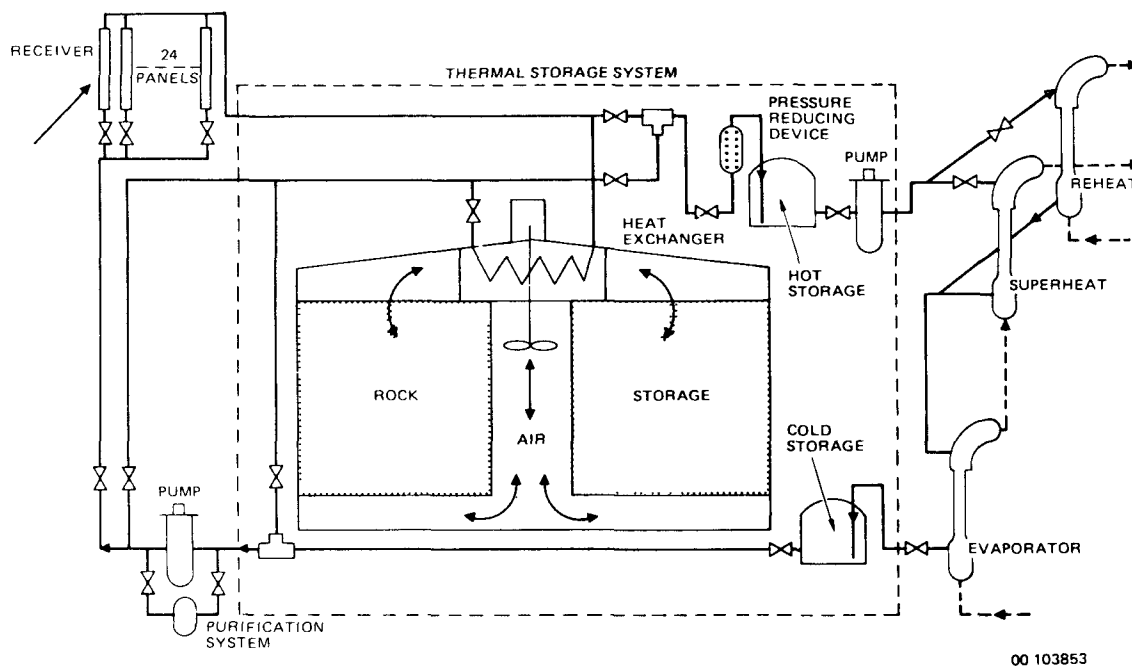 RECEIVER
24
PANELS
THERMAL STORAGE SYSTEM
PRESSURE
REDUCING
DEVICE
PUMP
REHEAT
HEAT
EXCHANGER
HOT
STORAGE
SUPERHEAT
ROCK
STORAGE
AIR
COLD
STORAGE
PUMP
EVAPORATOR
PURIFICATION
SYSTEM
00 103853